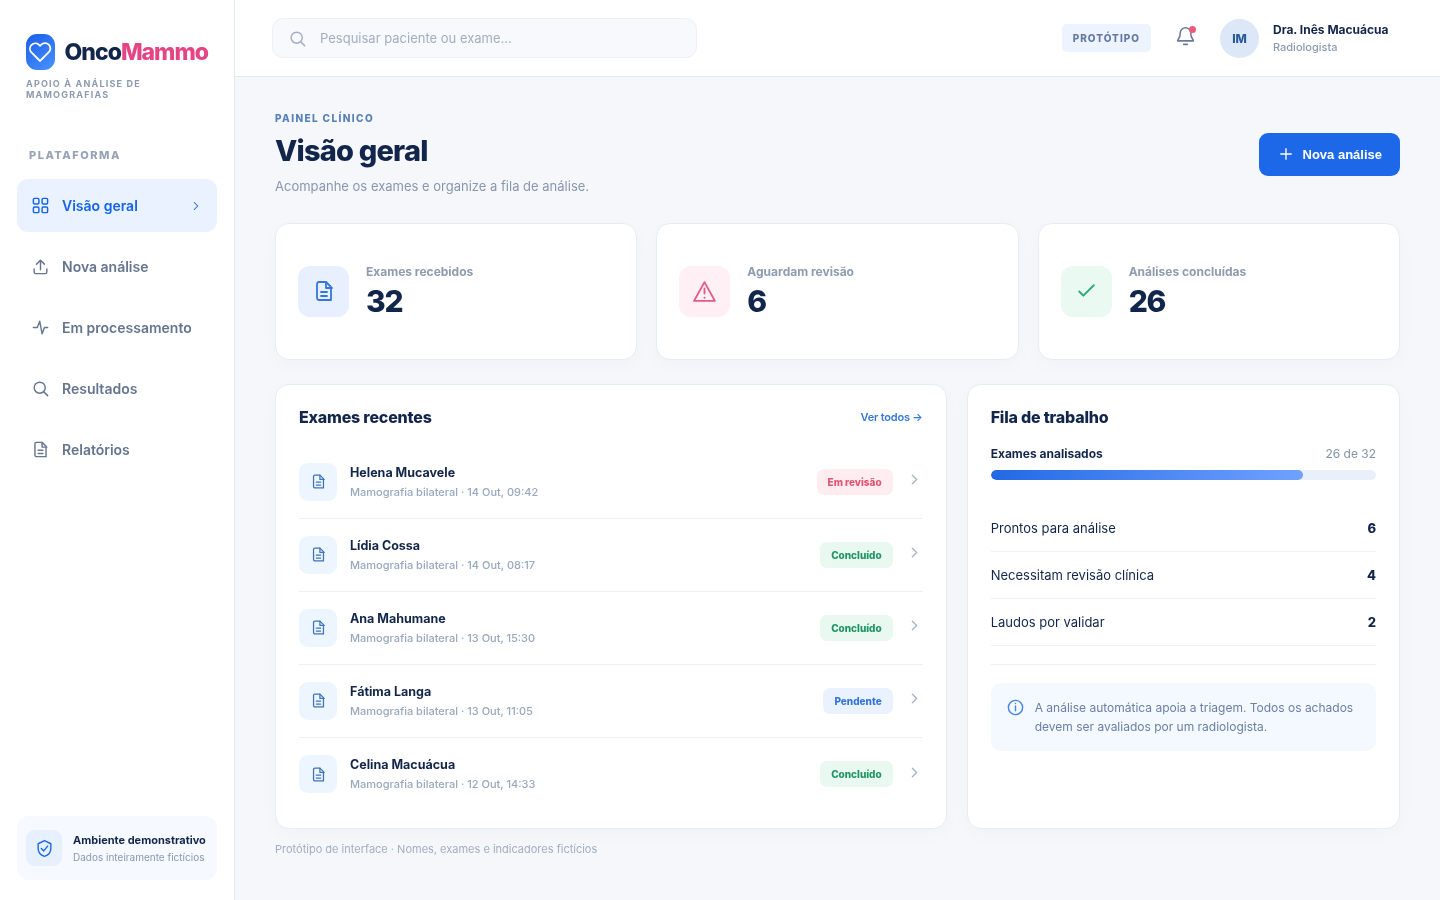 OncoMammo
APOIO À ANÁLISE DE
MAMOGRAFIAS
PLATAFORMA
Visão geral
Nova análise
Em processamento
Resultados
Relatórios
Ambiente demonstrativo
Dados inteiramente fictícios
Pesquisar paciente ou exame...
PROTÓTIPO
IM
Dra. Inês Macuácua
Radiologista
PAINEL CLÍNICO
Visão geral
Acompanhe os exames e organize a fila de análise.
Nova análise
Exames recebidos
32
Aguardam revisão
6
Análises concluídas
26
Exames recentes
Ver todos →
Helena Mucavele
Mamografia bilateral · 14 Out, 09:42
Em revisão
Lídia Cossa
Mamografia bilateral · 14 Out, 08:17
Concluído
Ana Mahumane
Mamografia bilateral · 13 Out, 15:30
Concluído
Fátima Langa
Mamografia bilateral · 13 Out, 11:05
Pendente
Celina Macuácua
Mamografia bilateral · 12 Out, 14:33
Concluído
Fila de trabalho
Exames analisados 26 de 32
Prontos para análise 6
Necessitam revisão clínica 4
Laudos por validar 2
A análise automática apoia a triagem. Todos os achados
devem ser avaliados por um radiologista.
Protótipo de interface · Nomes, exames e indicadores fictícios